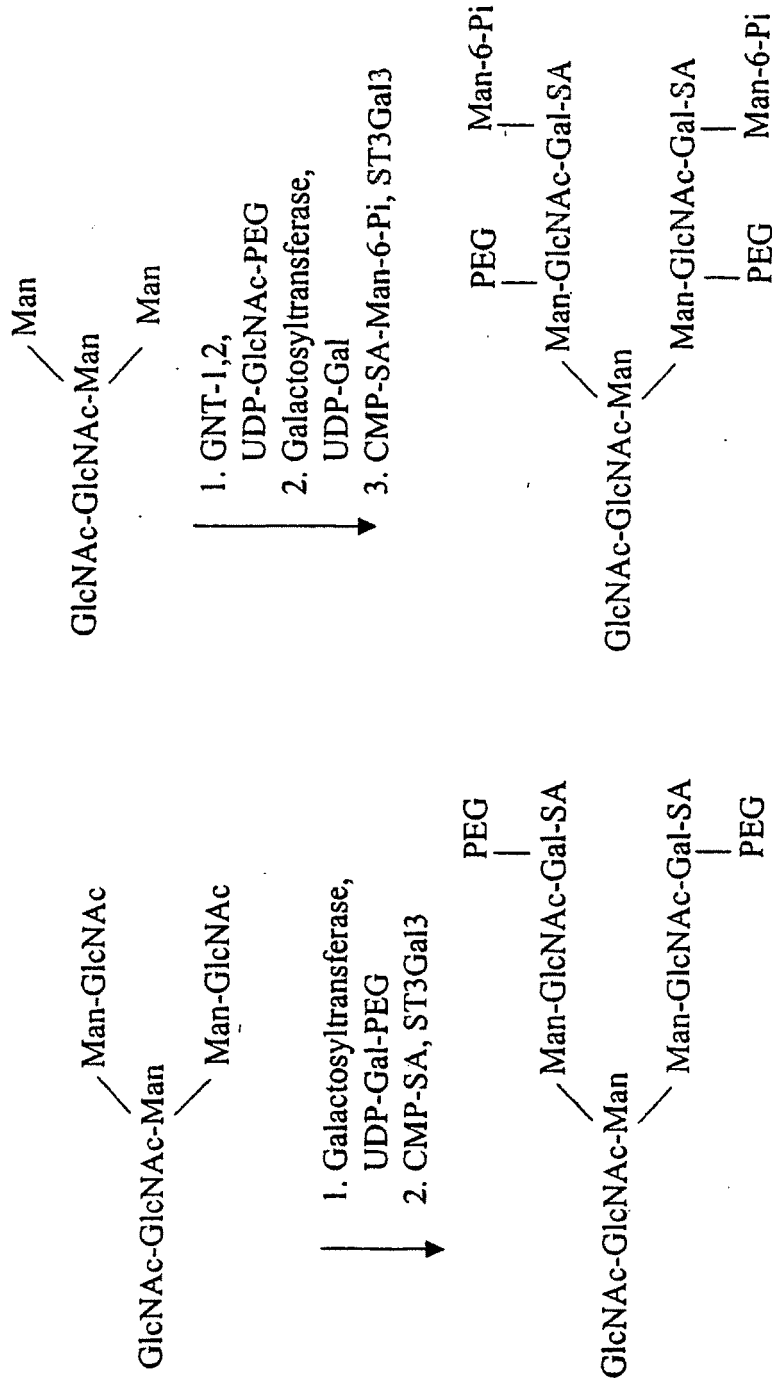 Man-GlcNAc
GlcNAc-GlcNAc-Man
Man-GlcNAc
1. Galactosyltransferase,
UDP-Gal-PEG
2. CMP-SA, ST3Gal3
PEG
Man-GlcNAc-Gal-SA
GlcNAc-GlcNAc-Man
Man-GlcNAc-Gal-SA
PEG
Man
GlcNAc-GlcNAc-Man
Man
1. GNT-1,2,
UDP-GlcNAc-PEG
2. Galactosyltransferase,
UDP-Gal
3. CMP-SA-Man-6-Pi, ST3Gal3
PEG Man-6-Pi
Man-GlcNAc-Gal-SA
GlcNAc-GlcNAc-Man
Man-GlcNAc-Gal-SA
PEG Man-6-Pi